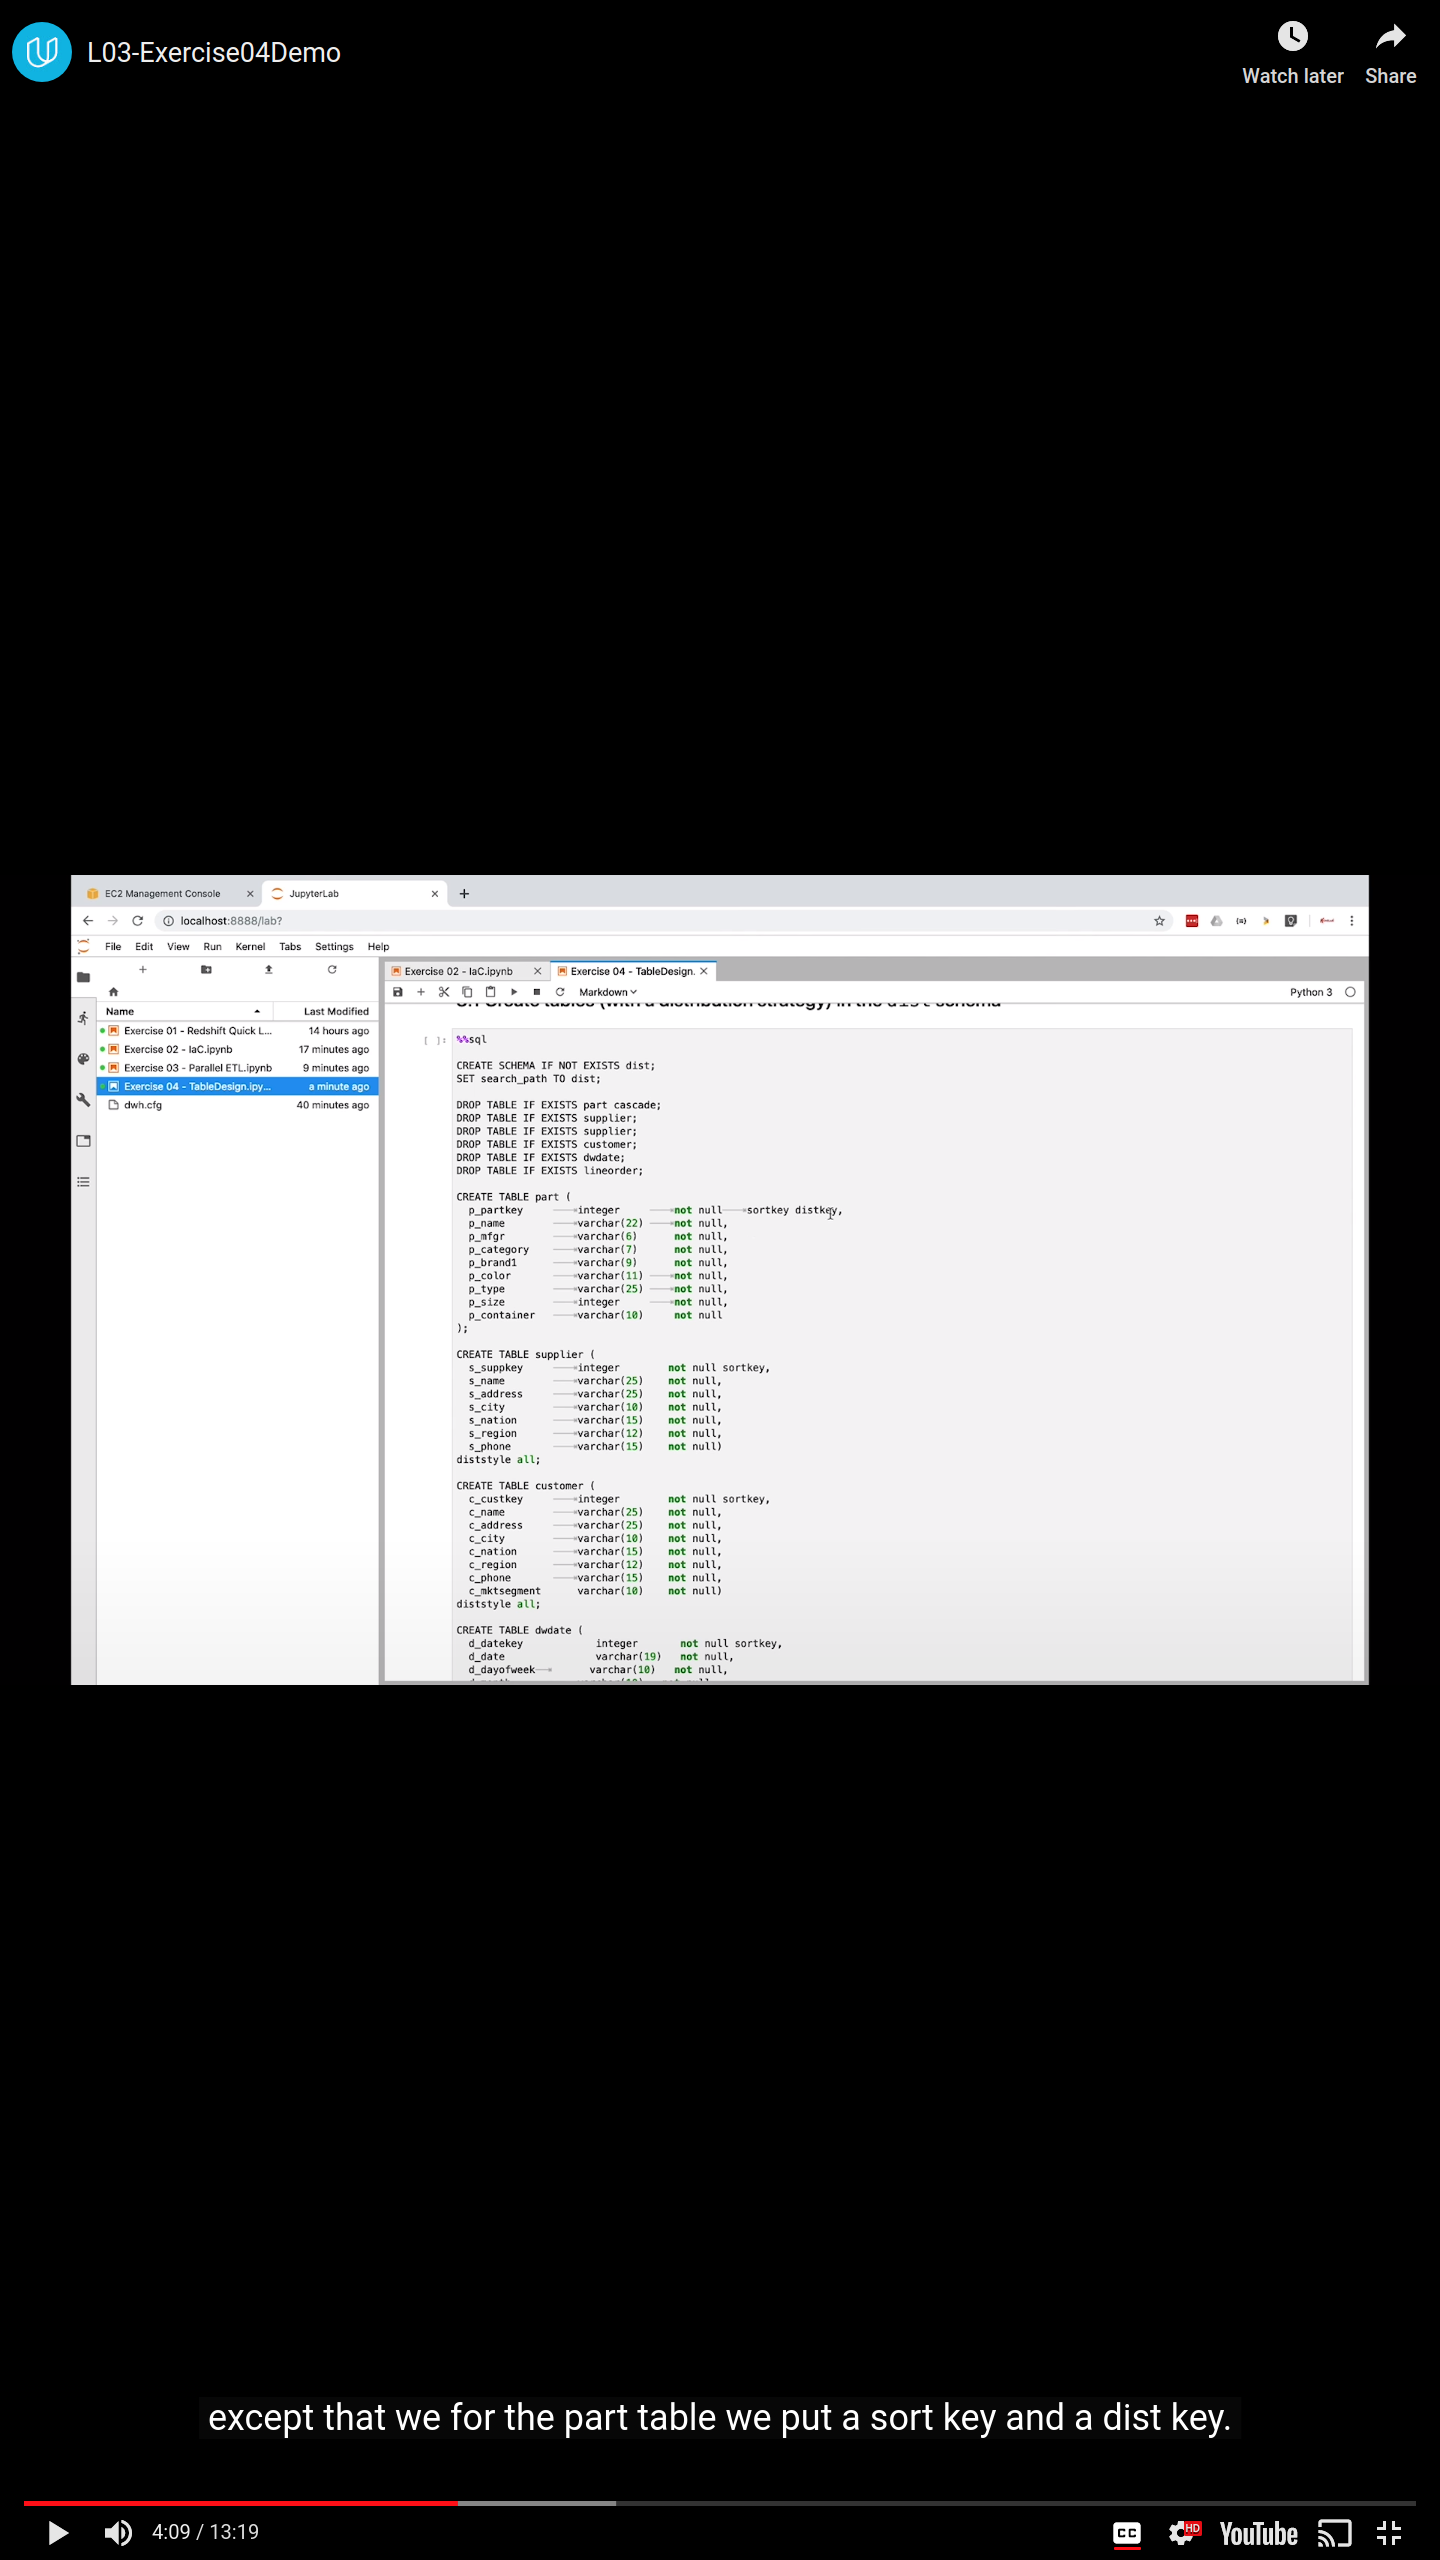 L03-Exercise04Demo
Watch later
Share
EC2 Management Console
JupyterLab
localhost:8888/lab?
File Edit View Run Kernel Tabs Settings Help
Exercise 02 - IaC.ipynb
Exercise 04 - TableDesign.
Markdown
Python 3
Name Last Modified
Exercise 01 - Redshift Quick L... 14 hours ago
Exercise 02 - IaC.ipynb 17 minutes ago
Exercise 03 - Parallel ETL.ipynb 9 minutes ago
Exercise 04 - TableDesign.ipy... a minute ago
dwh.cfg 40 minutes ago
3.1 Create tables (with a distribution strategy) in the dist schema
[ ]: %%sql
CREATE SCHEMA IF NOT EXISTS dist;
SET search_path TO dist;
DROP TABLE IF EXISTS part cascade;
DROP TABLE IF EXISTS supplier;
DROP TABLE IF EXISTS supplier;
DROP TABLE IF EXISTS customer;
DROP TABLE IF EXISTS dwdate;
DROP TABLE IF EXISTS lineorder;
CREATE TABLE part (
p_partkey integer not null sortkey distkey,
p_name varchar(22) not null,
p_mfgr varchar(6) not null,
p_category varchar(7) not null,
p_brand1 varchar(9) not null,
p_color varchar(11) not null,
p_type varchar(25) not null,
p_size integer not null,
p_container varchar(10) not null
);
CREATE TABLE supplier (
s_suppkey integer not null sortkey,
s_name varchar(25) not null,
s_address varchar(25) not null,
s_city varchar(10) not null,
s_nation varchar(15) not null,
s_region varchar(12) not null,
s_phone varchar(15) not null)
diststyle all;
CREATE TABLE customer (
c_custkey integer not null sortkey,
c_name varchar(25) not null,
c_address varchar(25) not null,
c_city varchar(10) not null,
c_nation varchar(15) not null,
c_region varchar(12) not null,
c_phone varchar(15) not null,
c_mktsegment varchar(10) not null)
diststyle all;
CREATE TABLE dwdate (
d_datekey integer not null sortkey,
d_date varchar(19) not null,
d_dayofweek varchar(10) not null,
except that we for the part table we put a sort key and a dist key.
4:09 / 13:19
CC
HD
YouTube